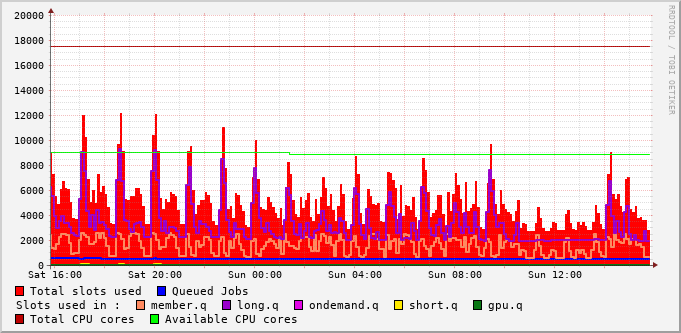 20000
18000
16000
14000
12000
10000
8000
6000
4000
2000
0
Sat 16:00 Sat 20:00 Sun 00:00 Sun 04:00 Sun 08:00 Sun 12:00
Total slots used Queued Jobs
Slots used in : member.q long.q ondemand.q short.q gpu.q
Total CPU cores Available CPU cores
RRDTOOL / TOBI OETIKER